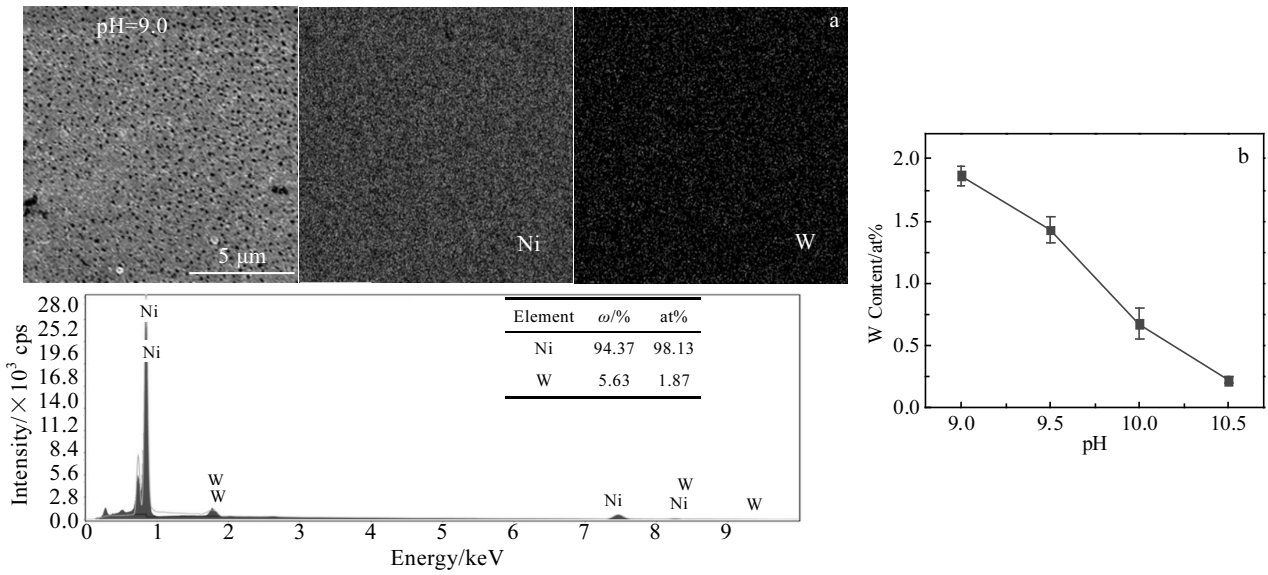 pH=9.0
a
Ni
W
5 μm
28.0
25.2
19.6
16.8
14.0
11.2
8.4
5.6
2.8
0.0
Intensity/×10³ cps
Ni
Ni
W
W
Ni
W
Ni
W
Element ω/% at%
Ni 94.37 98.13
W 5.63 1.87
0 1 2 3 4 5 6 7 8 9
Energy/keV
b
2.0
1.5
1.0
0.5
0.0
W Content/at%
9.0 9.5 10.0 10.5
pH